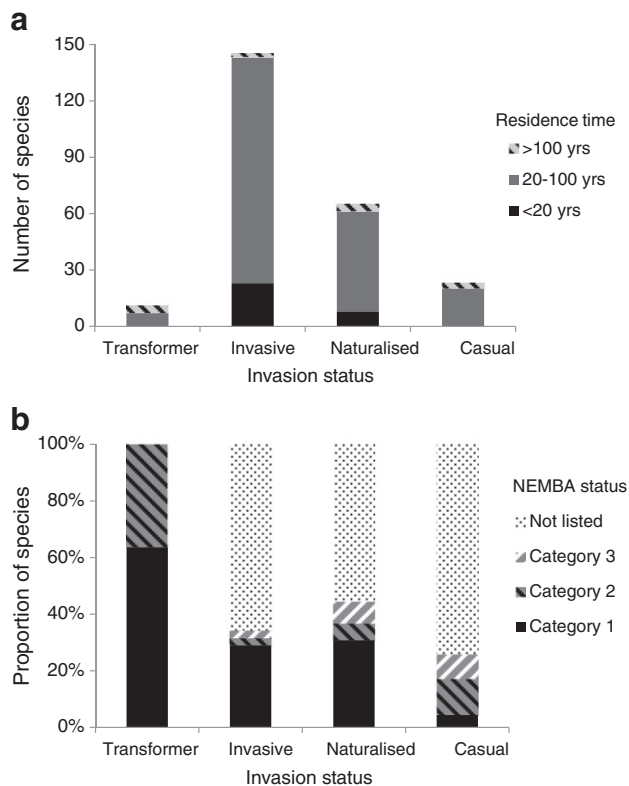 a
150
120
90
60
30
0
Number of species
Transformer Invasive Naturalised Casual
Invasion status
Residence time
>100 yrs
20-100 yrs
<20 yrs
b
100%
80%
60%
40%
20%
0%
Proportion of species
Transformer Invasive Naturalised Casual
Invasion status
NEMBA status
Not listed
Category 3
Category 2
Category 1